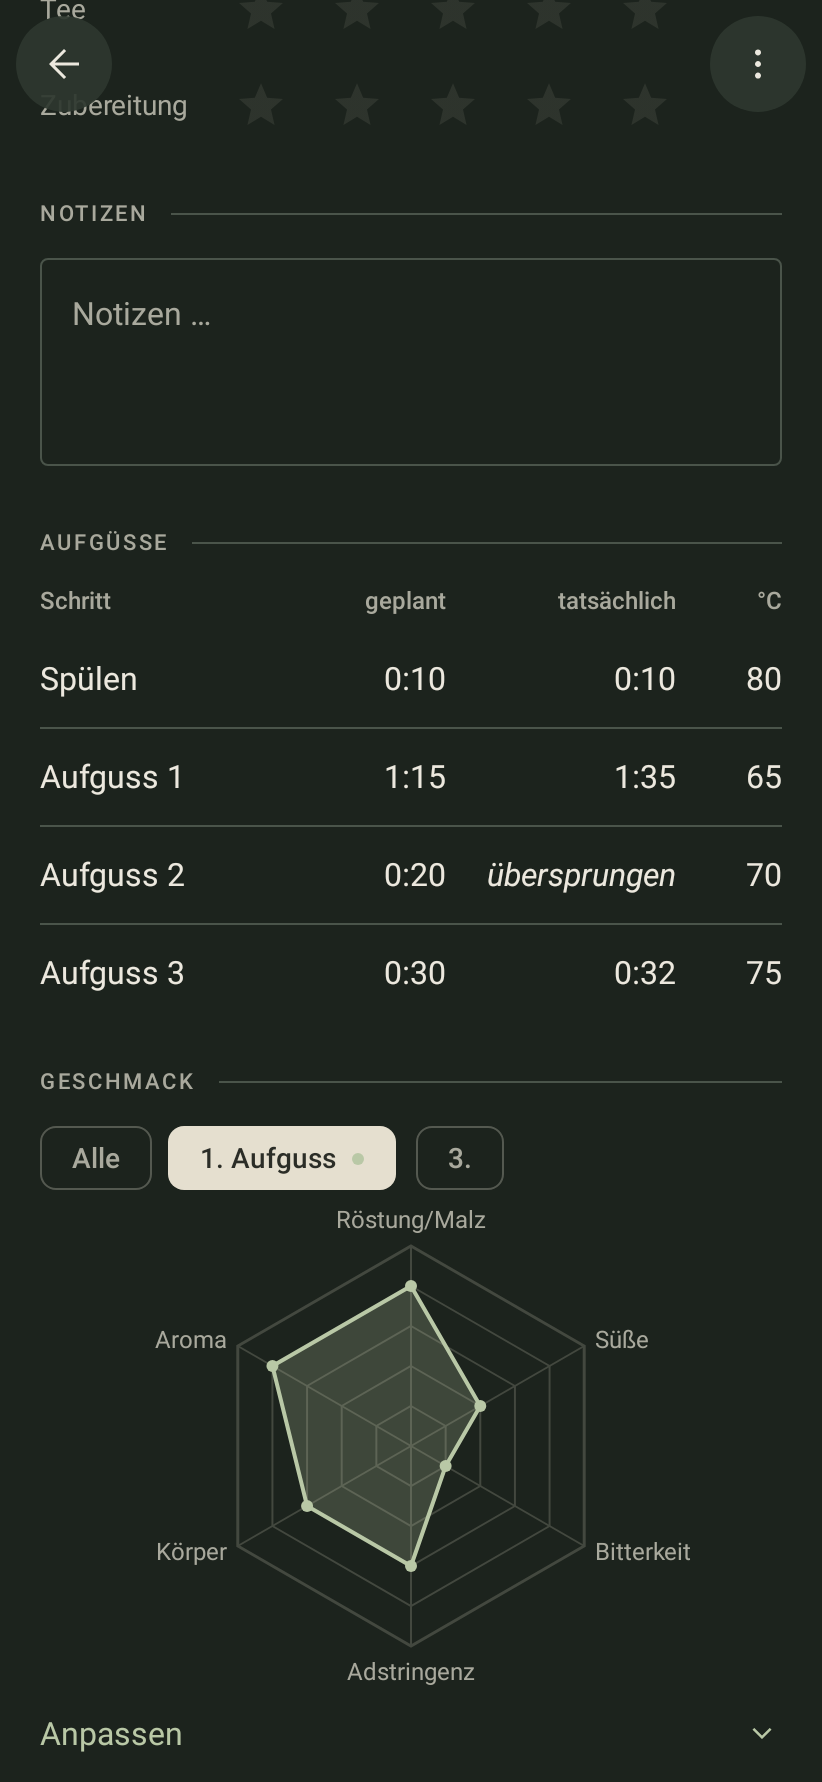 Tee
Zubereitung
NOTIZEN
Notizen …
AUFGÜSSE
Schritt geplant tatsächlich °C
Spülen 0:10 0:10 80
Aufguss 1 1:15 1:35 65
Aufguss 2 0:20 übersprungen 70
Aufguss 3 0:30 0:32 75
GESCHMACK
Alle 1. Aufguss 3.
Röstung/Malz
Aroma Süße
Körper Bitterkeit
Adstringenz
Anpassen